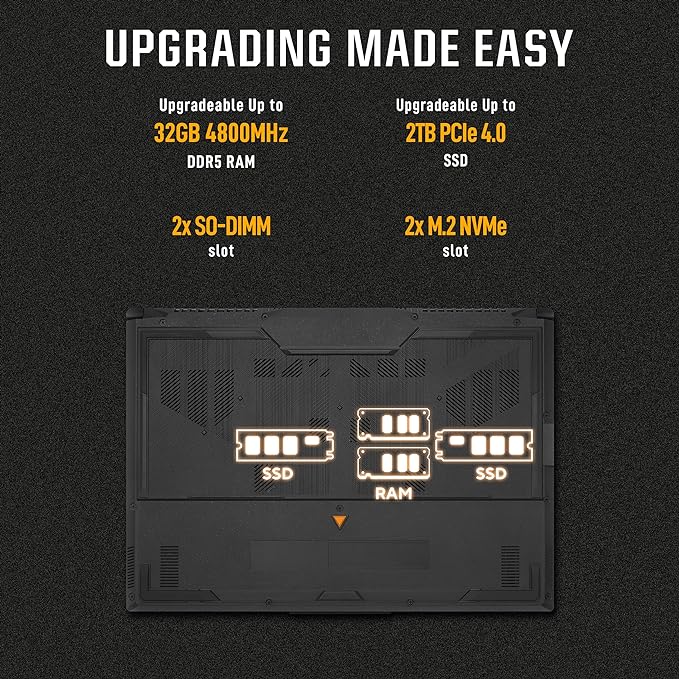 UPGRADING MADE EASY
Upgradeable Up to
32GB 4800MHz
DDR5 RAM
Upgradeable Up to
2TB PCIe 4.0
SSD
2x SO-DIMM
slot
2x M.2 NVMe
slot
SSD
RAM
SSD